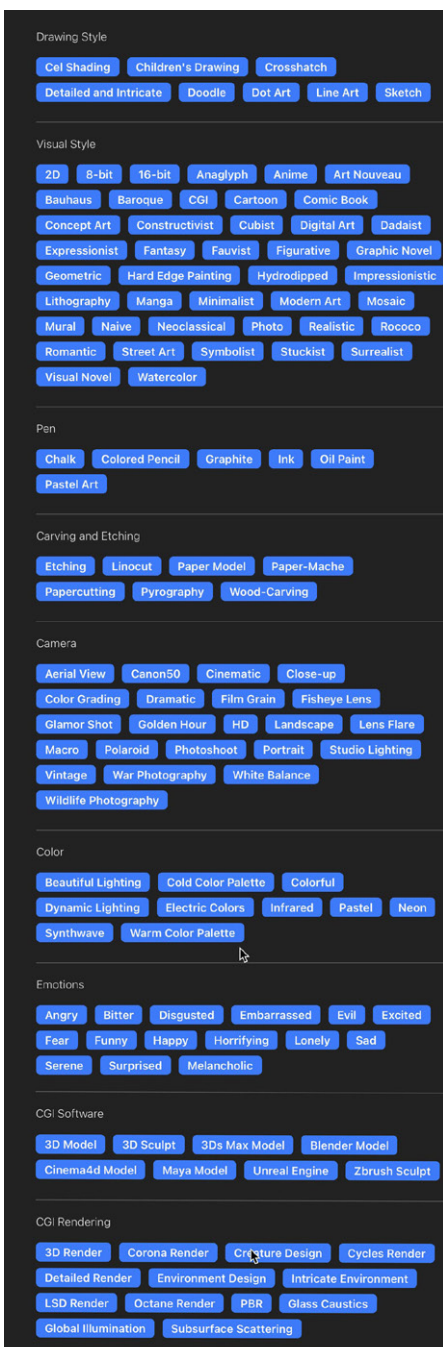 Drawing Style
Cel Shading Children's Drawing Crosshatch
Detailed and Intricate Doodle Dot Art Line Art Sketch
Visual Style
2D 8-bit 16-bit Anaglyph Anime Art Nouveau
Bauhaus Baroque CGI Cartoon Comic Book
Concept Art Constructivist Cubist Digital Art Dadaist
Expressionist Fantasy Fauvist Figurative Graphic Novel
Geometric Hard Edge Painting Hydrodipped Impressionistic
Lithography Manga Minimalist Modern Art Mosaic
Mural Naive Neoclassical Photo Realistic Rococo
Romantic Street Art Symbolist Stuckist Surrealist
Visual Novel Watercolor
Pen
Chalk Colored Pencil Graphite Ink Oil Paint
Pastel Art
Carving and Etching
Etching Linocut Paper Model Paper-Mache
Papercutting Pyrography Wood-Carving
Camera
Aerial View Canon50 Cinematic Close-up
Color Grading Dramatic Film Grain Fisheye Lens
Glamor Shot Golden Hour HD Landscape Lens Flare
Macro Polaroid Photoshoot Portrait Studio Lighting
Vintage War Photography White Balance
Wildlife Photography
Color
Beautiful Lighting Cold Color Palette Colorful
Dynamic Lighting Electric Colors Infrared Pastel Neon
Synthwave Warm Color Palette
Emotions
Angry Bitter Disgusted Embarrassed Evil Excited
Fear Funny Happy Horrifying Lonely Sad
Serene Surprised Melancholic
CGI Software
3D Model 3D Sculpt 3Ds Max Model Blender Model
Cinema4d Model Maya Model Unreal Engine Zbrush Sculpt
CGI Rendering
3D Render Corona Render Creature Design Cycles Render
Detailed Render Environment Design Intricate Environment
LSD Render Octane Render PBR Glass Caustics
Global Illumination Subsurface Scattering